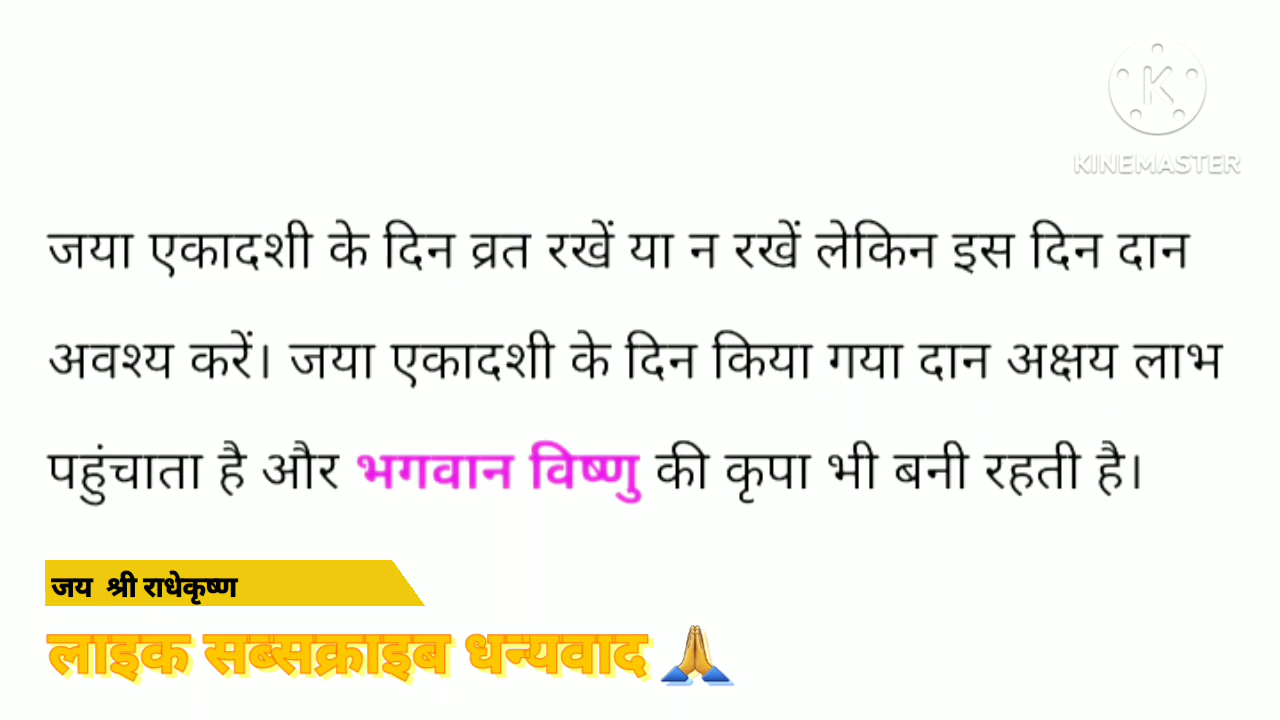 KINEMASTER
जया एकादशी के दिन व्रत रखें या न रखें लेकिन इस दिन दान
अवश्य करें। जया एकादशी के दिन किया गया दान अक्षय लाभ
पहुंचाता है और भगवान विष्णु की कृपा भी बनी रहती है।
जय श्री राधेकृष्ण
लाइक सब्सक्राइब धन्यवाद 🙏